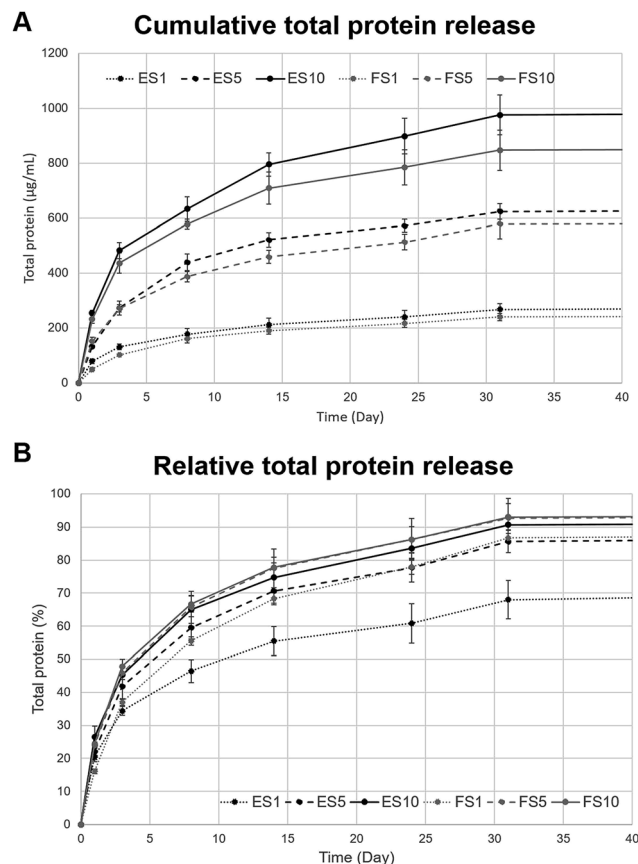 A
Cumulative total protein release
1200
ES1 ES5 ES10 FS1 FS5 FS10
1000
800
600
400
200
0
Total protein (µg/mL)
0 5 10 15 20 25 30 35 40
Time (Day)
B
Relative total protein release
100
90
80
70
60
50
40
30
20
10
0
Total protein (%)
ES1 ES5 ES10 FS1 FS5 FS10
0 5 10 15 20 25 30 35 40
Time (Day)